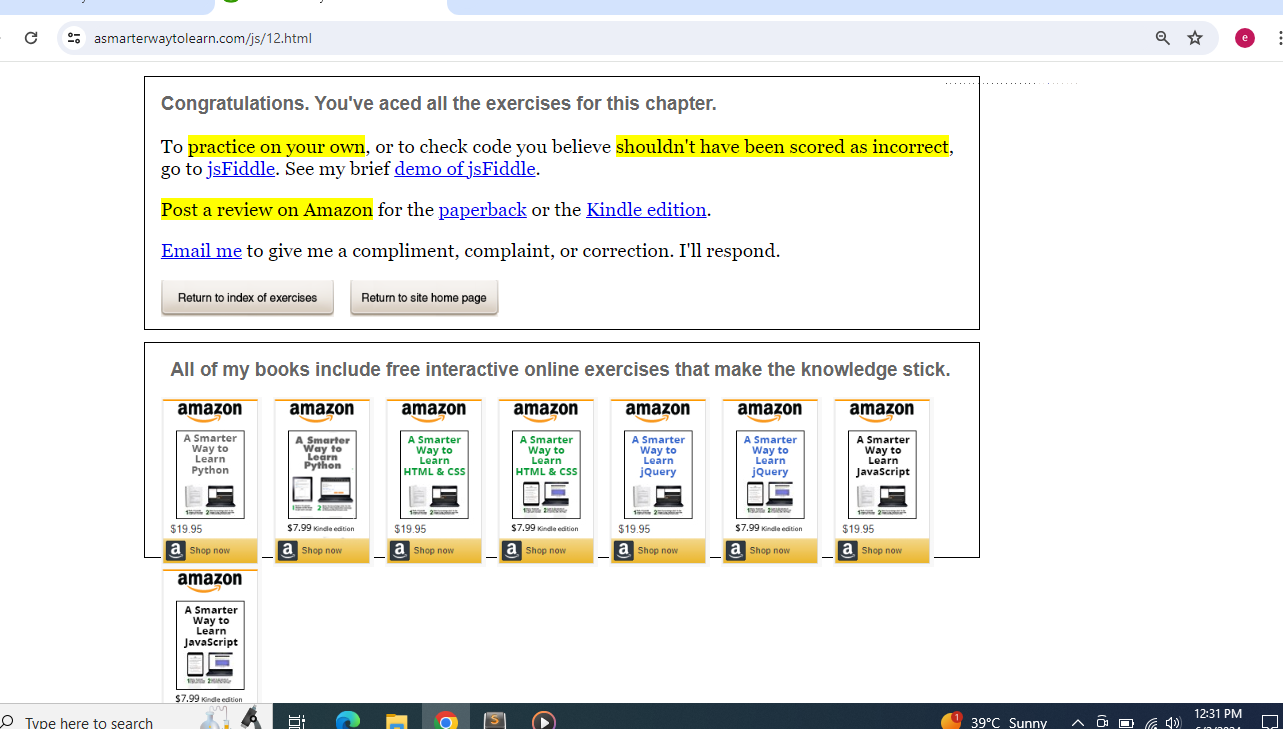 asmarterwaytolearn.com/js/12.html
e
Congratulations. You've aced all the exercises for this chapter.
To practice on your own, or to check code you believe shouldn't have been scored as incorrect,
go to jsFiddle. See my brief demo of jsFiddle.
Post a review on Amazon for the paperback or the Kindle edition.
Email me to give me a compliment, complaint, or correction. I'll respond.
Return to index of exercises Return to site home page
All of my books include free interactive online exercises that make the knowledge stick.
amazon amazon amazon amazon amazon amazon amazon
A Smarter A Smarter A Smarter A Smarter A Smarter A Smarter A Smarter
Way to Way to Way to Way to Way to Way to Way to
Learn Learn Learn Learn Learn Learn Learn
Python Python HTML & CSS HTML & CSS jQuery jQuery JavaScript
$19.95 $7.99 Kindle edition $19.95 $7.99 Kindle edition $19.95 $7.99 Kindle edition $19.95
a Shop now a Shop now a Shop now a Shop now a Shop now a Shop now a Shop now
amazon
A Smarter
Way to
Learn
JavaScript
$7.99 Kindle edition
Type here to search S 1 39°C Sunny 12:31 PM